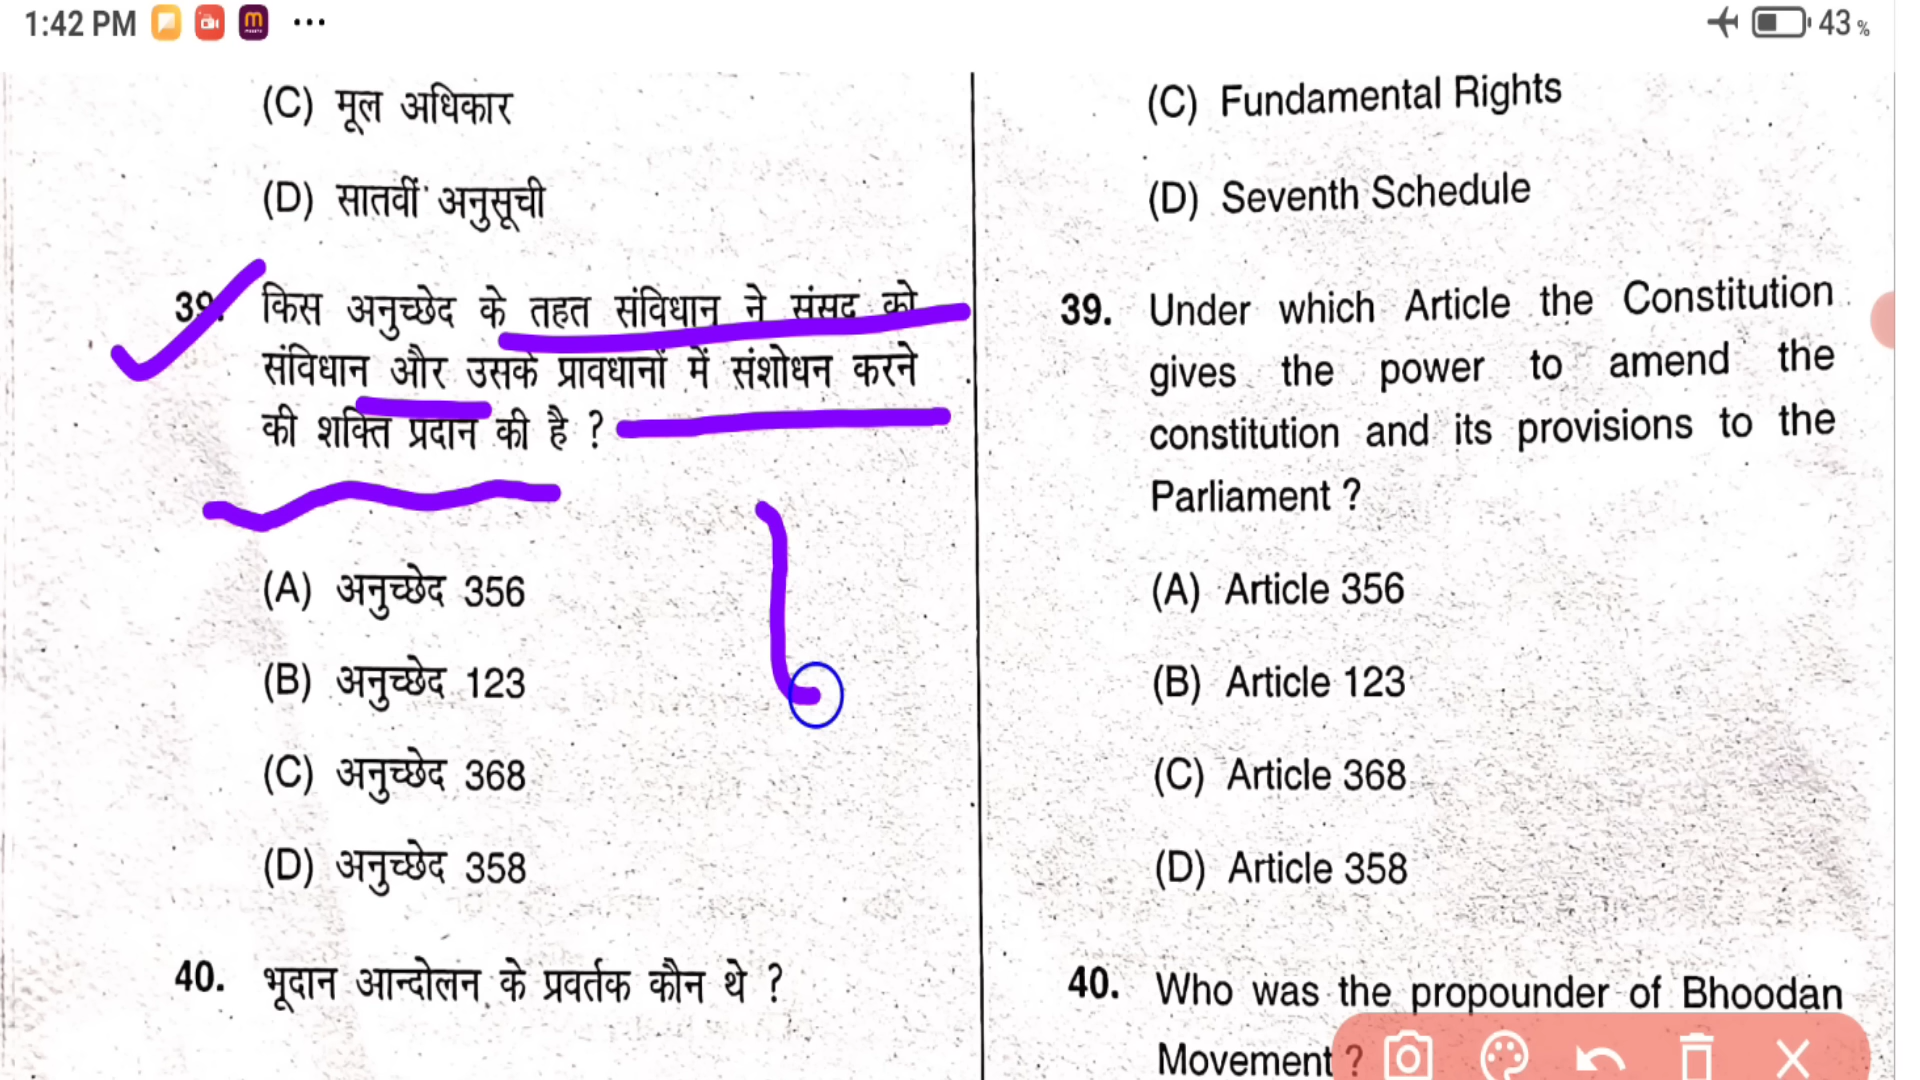 1:42 PM
43 %
(C) मूल अधिकार
(D) सातवीं अनुसूची
39. किस अनुच्छेद के तहत संविधान ने संसद को
संविधान और उसके प्रावधानों में संशोधन करने
की शक्ति प्रदान की है ?
(A) अनुच्छेद 356
(B) अनुच्छेद 123
(C) अनुच्छेद 368
(D) अनुच्छेद 358
40. भूदान आन्दोलन के प्रवर्तक कौन थे ?
(C) Fundamental Rights
(D) Seventh Schedule
39. Under which Article the Constitution
gives the power to amend the
constitution and its provisions to the
Parliament ?
(A) Article 356
(B) Article 123
(C) Article 368
(D) Article 358
40. Who was the propounder of Bhoodan
Movement ?